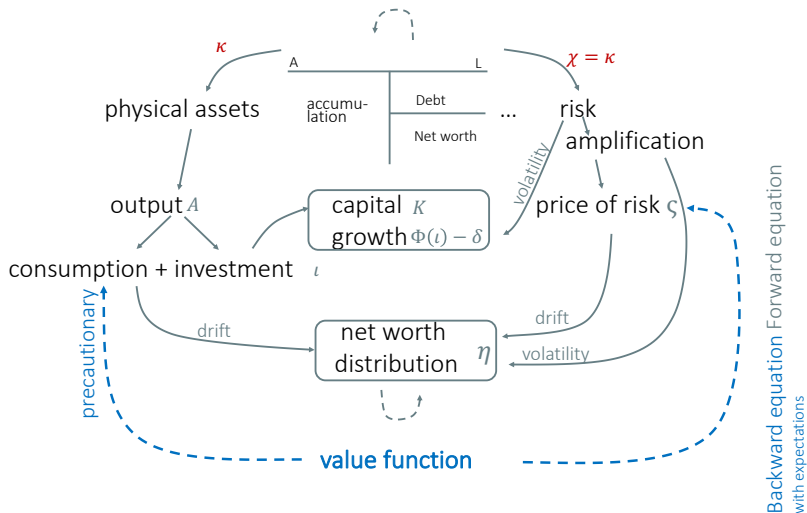 κ
χ = κ
A
L
physical assets
accumu-
lation
Debt
...
risk
Net worth
amplification
volatility
output A
capital K
growth Φ(ι) − δ
price of risk ς
consumption + investment ι
precautionary
drift
net worth
distribution η
drift
volatility
value function
Backward equation Forward equation
with expectations